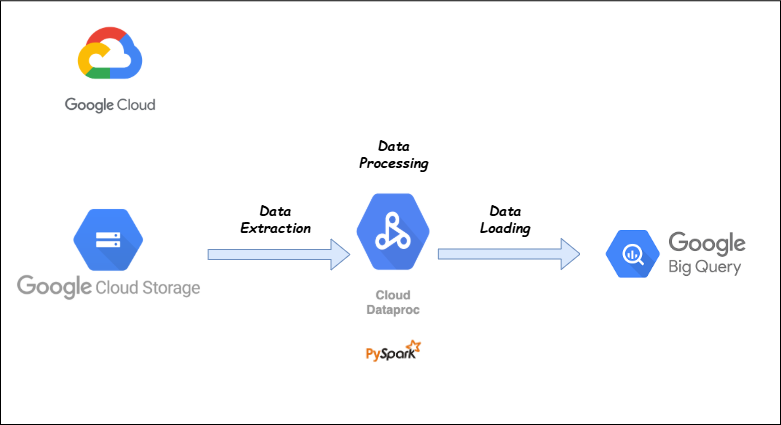 Google Cloud
Data
Processing
Data
Extraction
Data
Loading
Google Cloud Storage
Google
Big Query
Cloud
Dataproc
PySpark